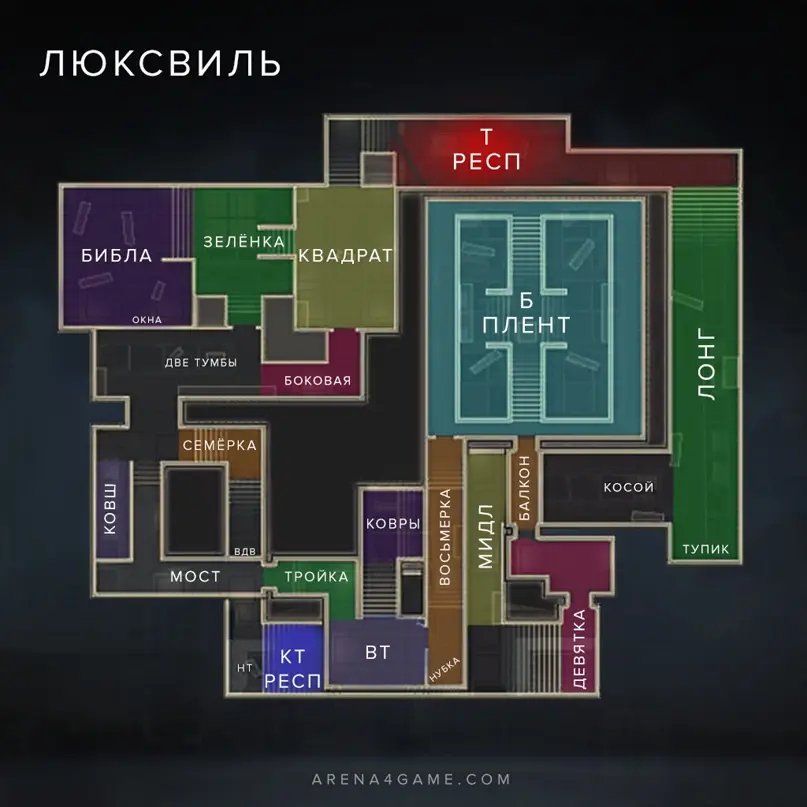 ЛЮКСВИЛЬ
Т
РЕСП
БИБЛА
ЗЕЛЁНКА
КВАДРАТ
ОКНА
Б
ПЛЕНТ
ЛОНГ
ДВЕ ТУМБЫ
БОКОВАЯ
СЕМЁРКА
КОВШ
ВДВ
КОВРЫ
ВОСЬМЕРКА
МИДЛ
БАЛКОН
КОСОЙ
ТУПИК
МОСТ
ТРОЙКА
НТ
КТ
РЕСП
ВТ
НУБКА
ДЕВЯТКА
ARENA4GAME.COM